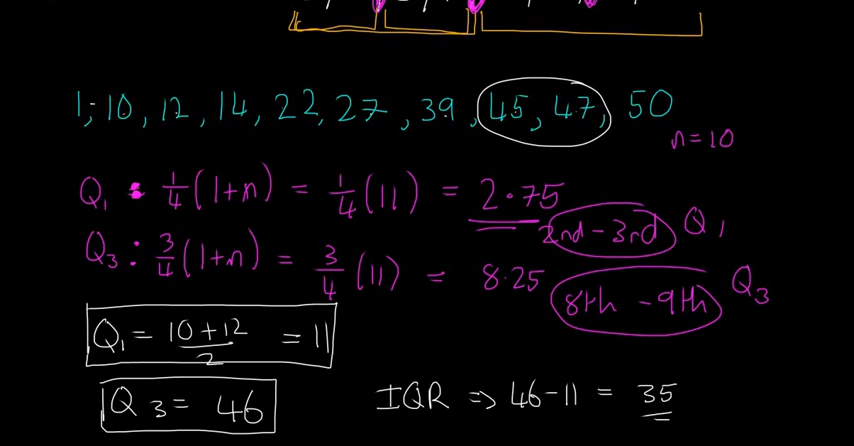 1; 10, 12, 14, 22, 27, 39, 45, 47, 50
n = 10
Q₁ : 1/4 (1+n) = 1/4 (11) = 2.75
2nd - 3rd Q₁
Q₃ : 3/4 (1+n) = 3/4 (11) = 8.25
8th - 9th Q₃
Q₁ = 10 + 12 / 2 = 11
Q₃ = 46
IQR => 46 - 11 = 35